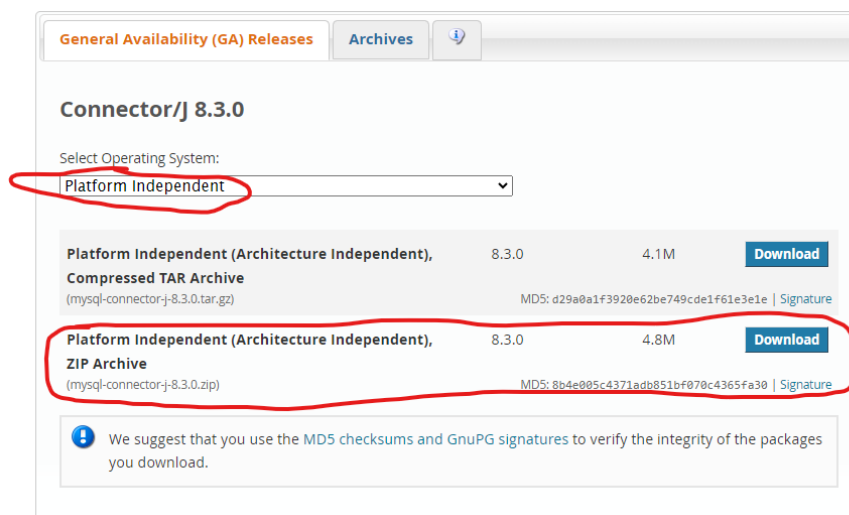 General Availability (GA) Releases
Archives
Connector/J 8.3.0
Select Operating System:
Platform Independent
Platform Independent (Architecture Independent), 8.3.0 4.1M Download
Compressed TAR Archive
(mysql-connector-j-8.3.0.tar.gz) MD5: d29a0a1f3920e62be749cde1f61e3e1e | Signature
Platform Independent (Architecture Independent), 8.3.0 4.8M Download
ZIP Archive
(mysql-connector-j-8.3.0.zip) MD5: 8b4e005c4371adb851bf070c4365fa30 | Signature
We suggest that you use the MD5 checksums and GnuPG signatures to verify the integrity of the packages
you download.